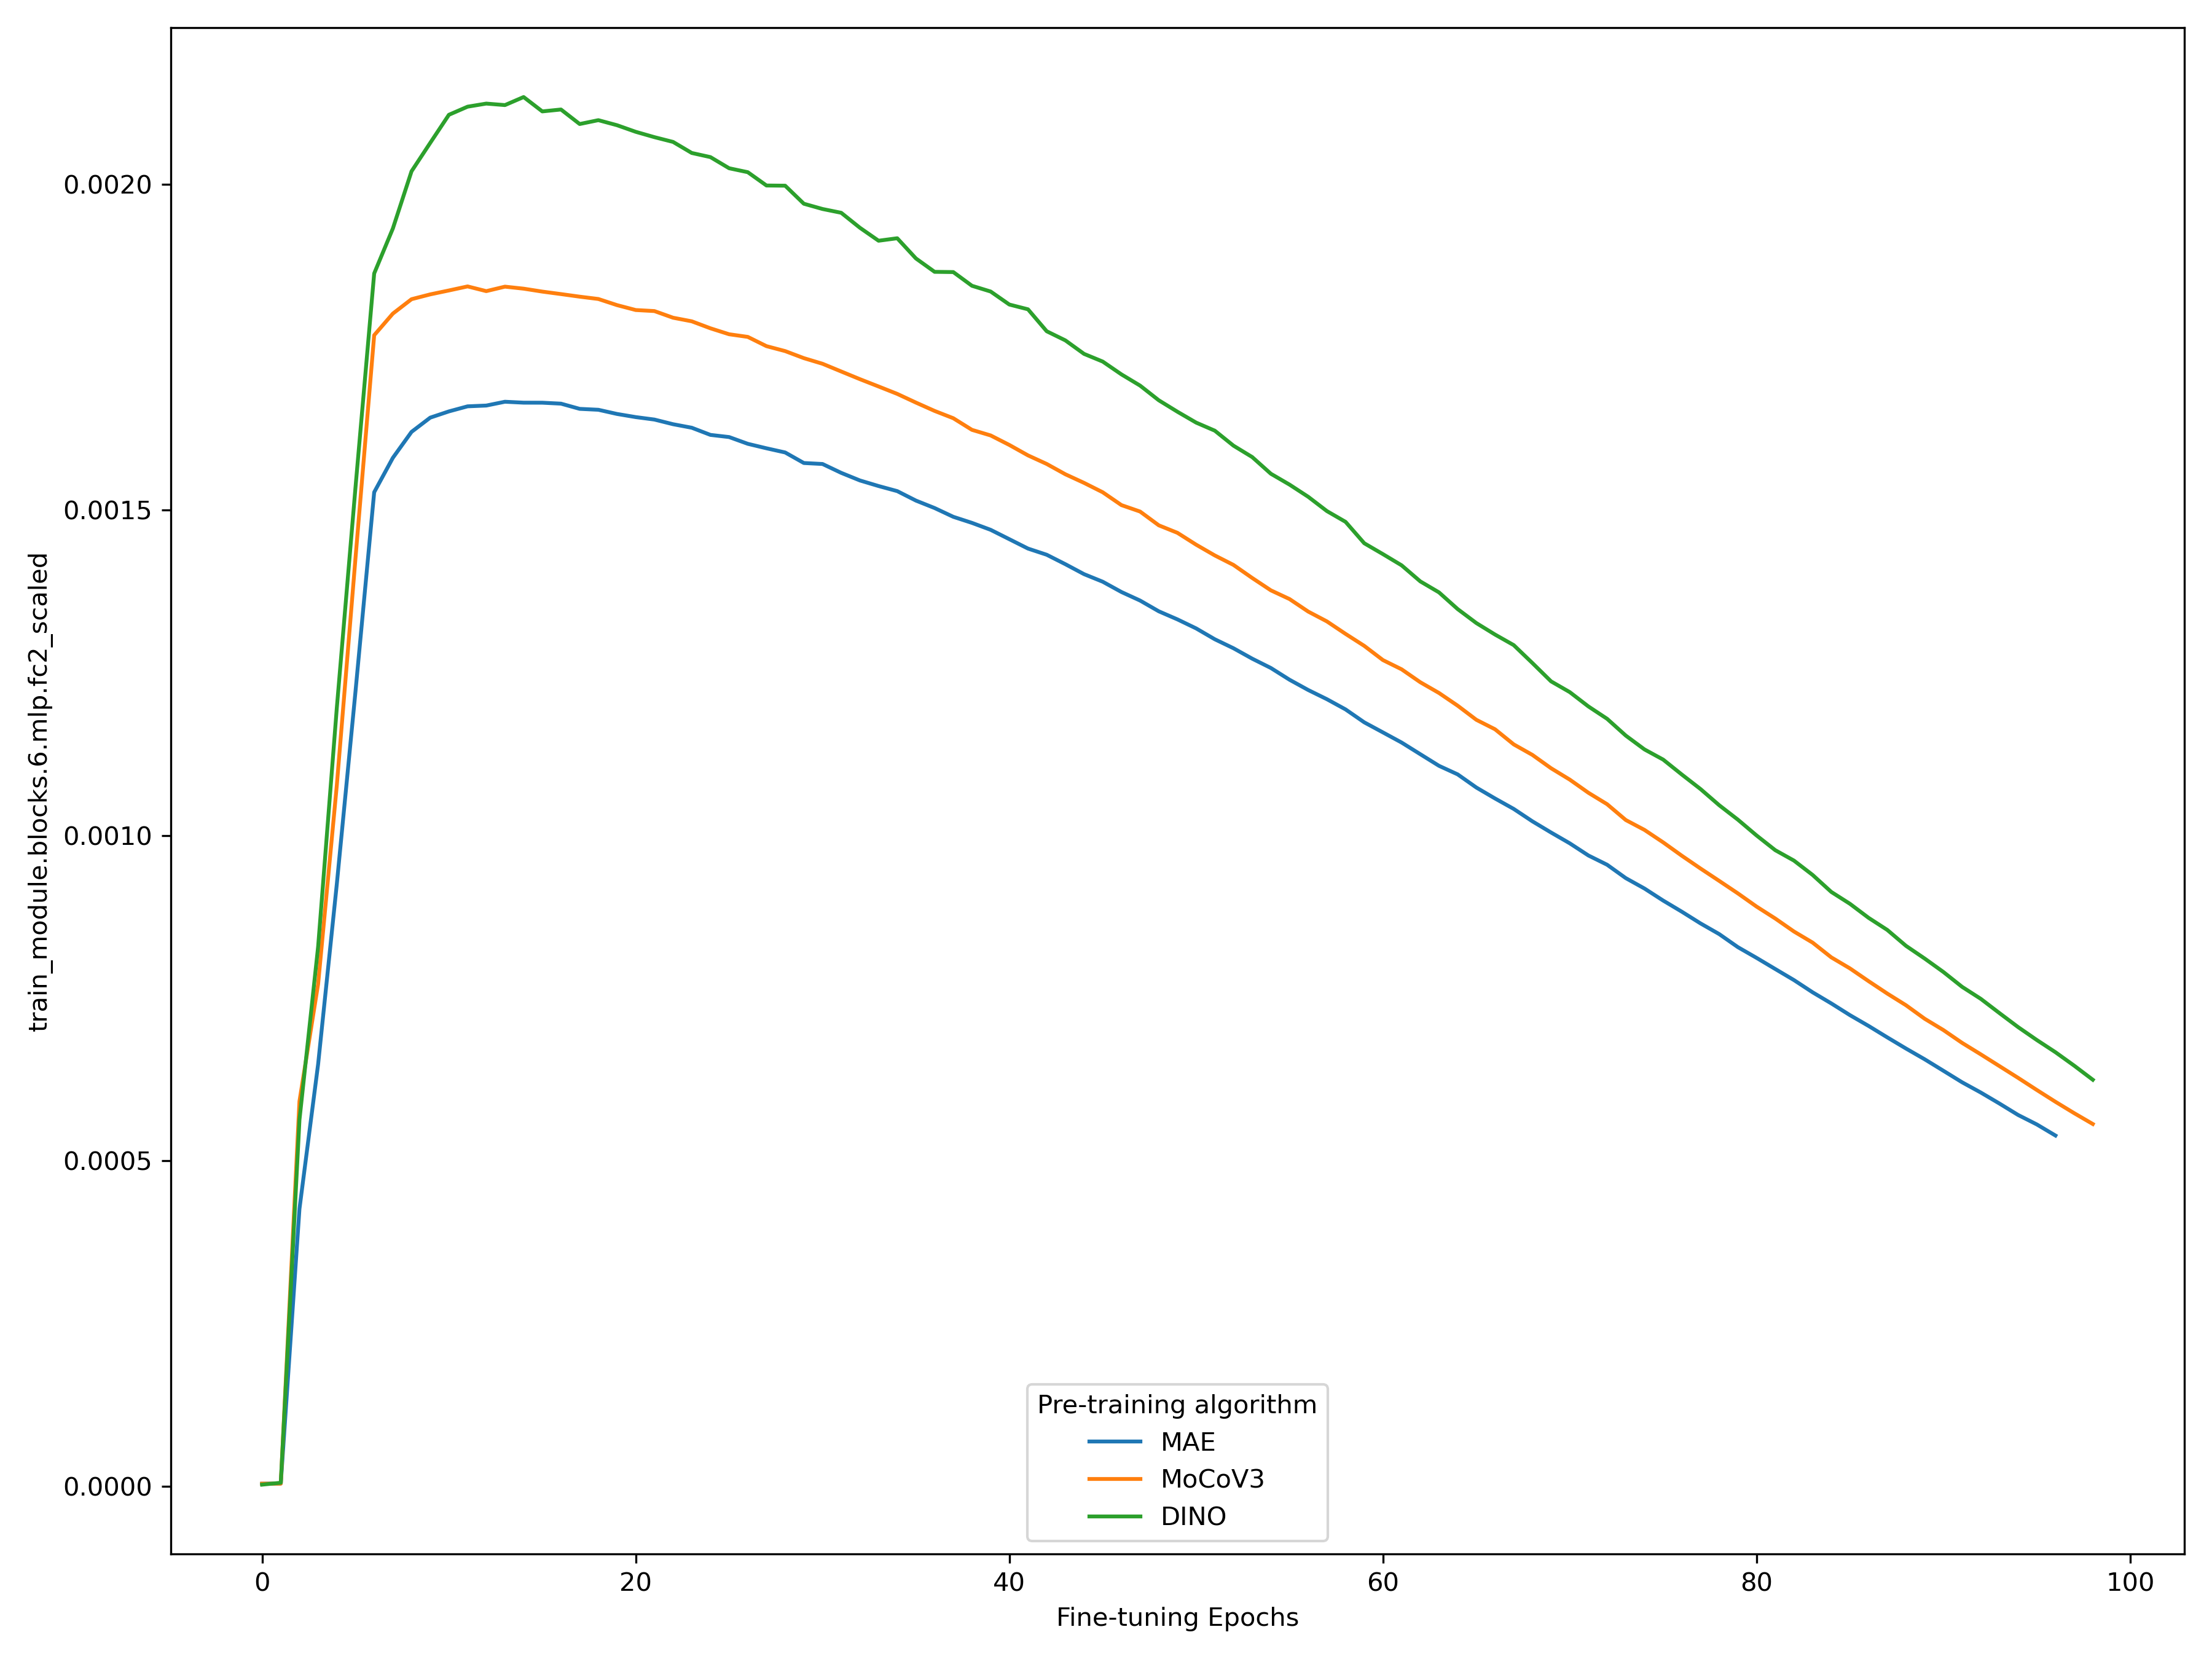 train_module.blocks.6.mlp.fc2_scaled
0.0020
0.0015
0.0010
0.0005
0.0000
Pre-training algorithm
MAE
MoCoV3
DINO
0 20 40 60 80 100
Fine-tuning Epochs